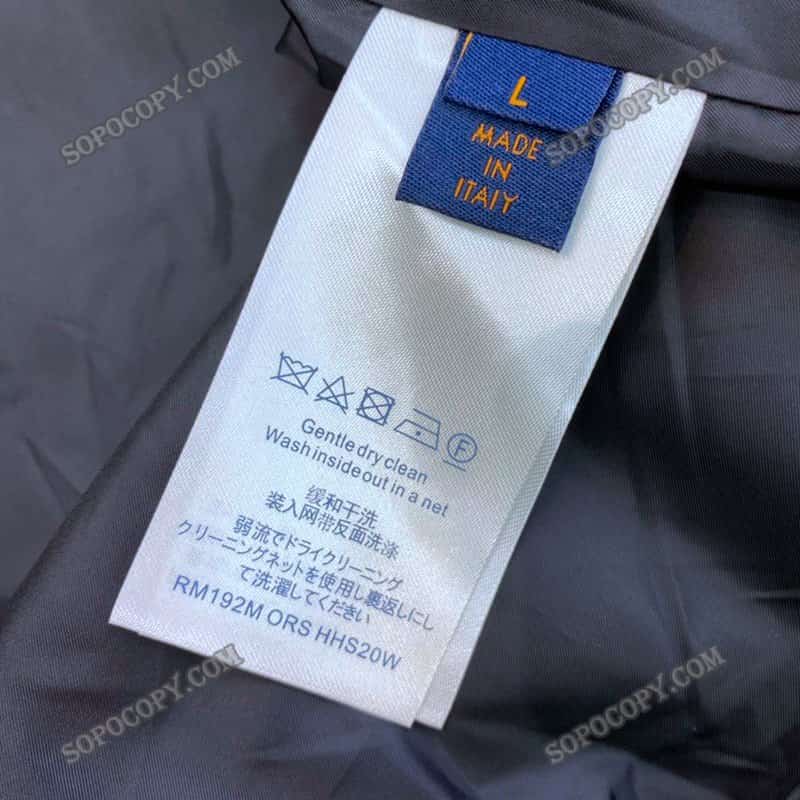 SOPOCOPY.COM
SOPOCOPY.COM
L
MADE
IN
ITALY
F
Gentle dry clean
Wash inside out in a net
缓和干洗
装入网带反面洗涤
弱流でドライクリーニング
クリーニングネットを使用し裏返しにし
て洗濯してください
RM192M ORS HHS20W
SOPOCOPY.COM
SOPOCOPY.COM